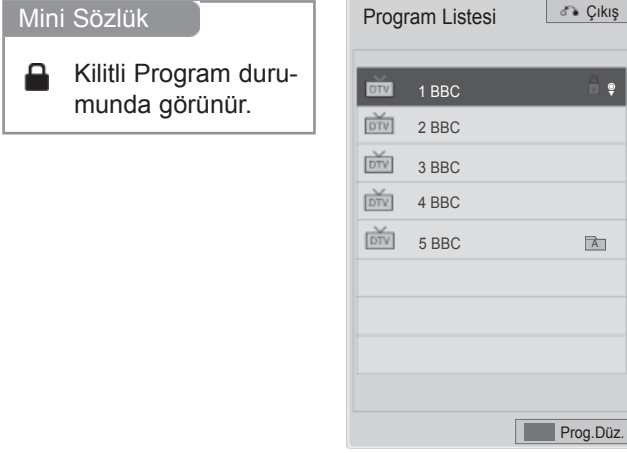 Mini Sözlük
Kilitli Program duru-
munda görünür.
Program Listesi
Çıkış
DTV 1 BBC
DTV 2 BBC
DTV 3 BBC
DTV 4 BBC
DTV 5 BBC A
Prog.Düz.